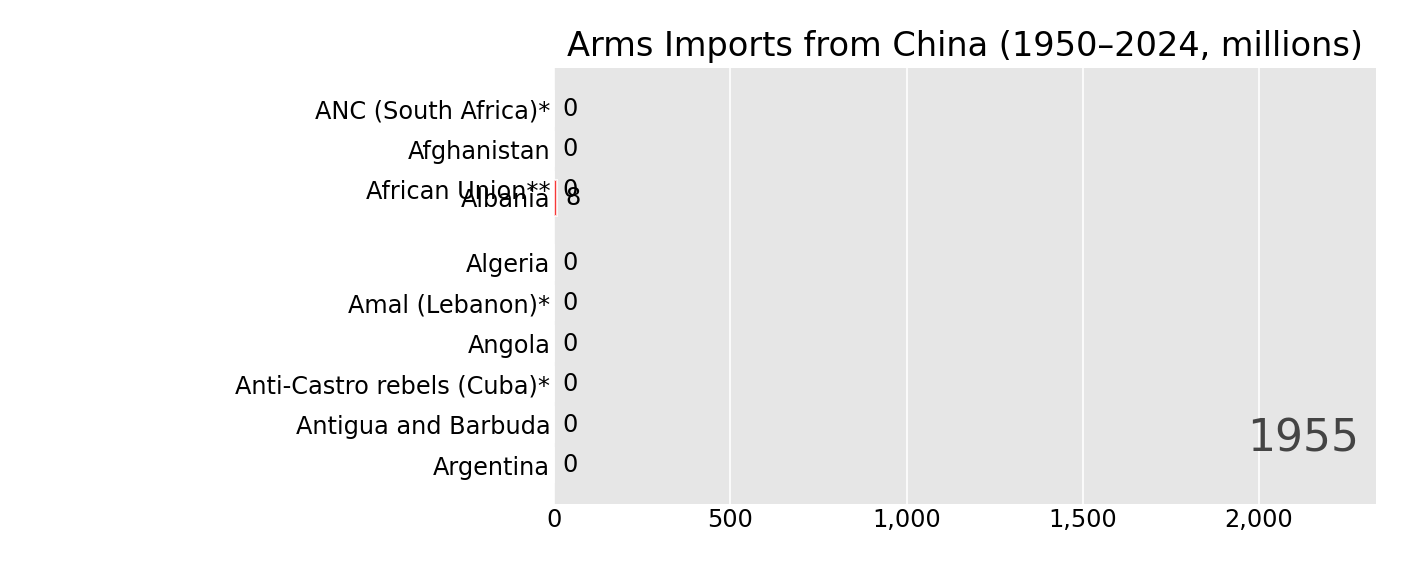 Arms Imports from China (1950–2024, millions)
ANC (South Africa)* 0
Afghanistan 0
African Union** 0
Albania 8
Algeria 0
Amal (Lebanon)* 0
Angola 0
Anti-Castro rebels (Cuba)* 0
Antigua and Barbuda 0
1955
Argentina 0
0 500 1,000 1,500 2,000